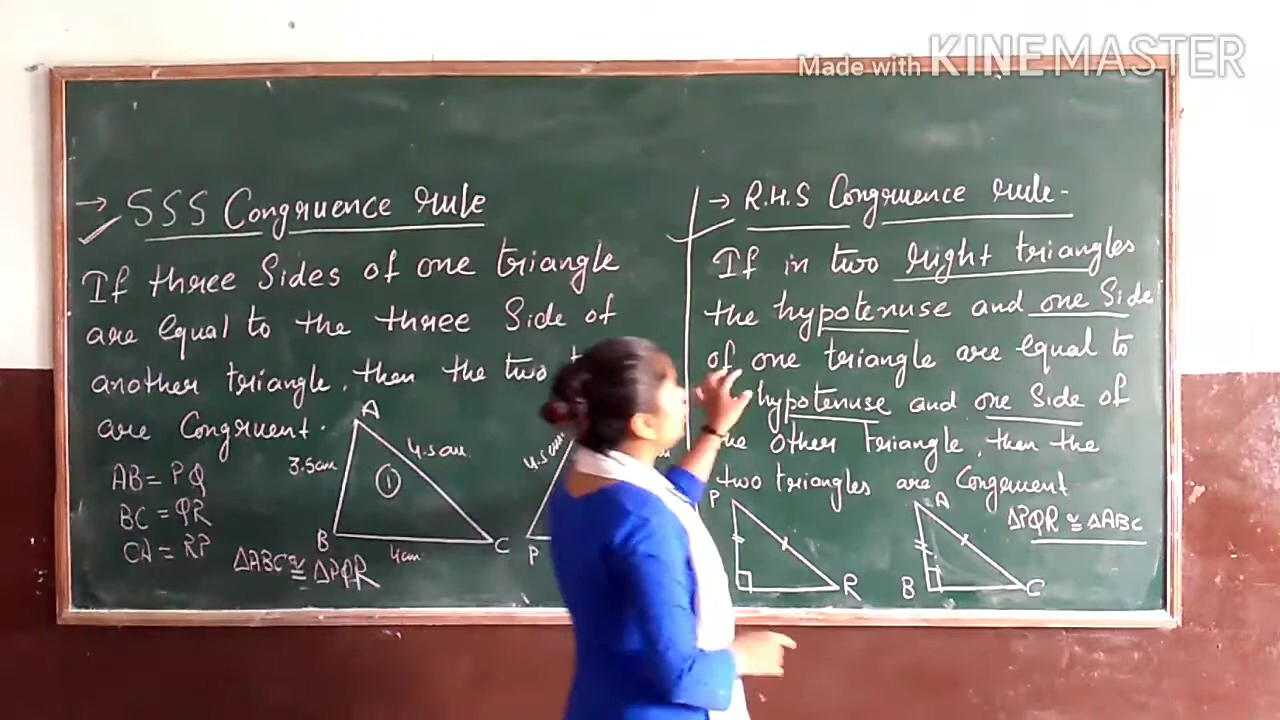 Made with KINEMASTER
→ SSS Congruence rule
If three Sides of one triangle
are equal to the three Side of
another triangle, then the two
are Congruent.
AB = PQ
BC = QR
CA = RP
ΔABC ≅ ΔPQR
A
3.5cm
4.5cm
1
B
4cm
C
4.5cm
P
→ R.H.S Congruence rule-
If in two right triangles
the hypotenuse and one Side
of one triangle are equal to
hypotenuse and one Side of
other Triangle, then the
two triangles are Congruent
ΔPQR ≅ ΔABC
P
R
A
B
C